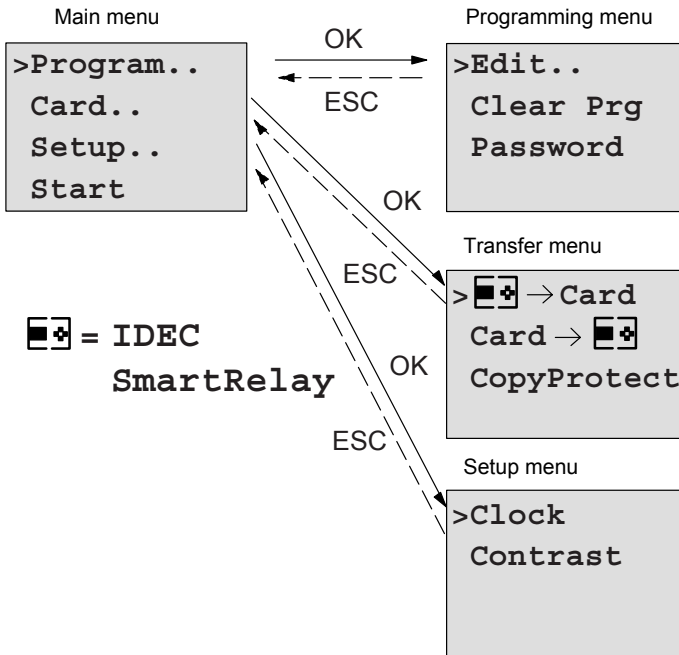 Main menu
>Program..
Card..
Setup..
Start
OK
ESC
Programming menu
>Edit..
Clear Prg
Password
OK
ESC
Transfer menu
> → Card
Card →
CopyProtect
= IDEC
SmartRelay
OK
ESC
Setup menu
>Clock
Contrast